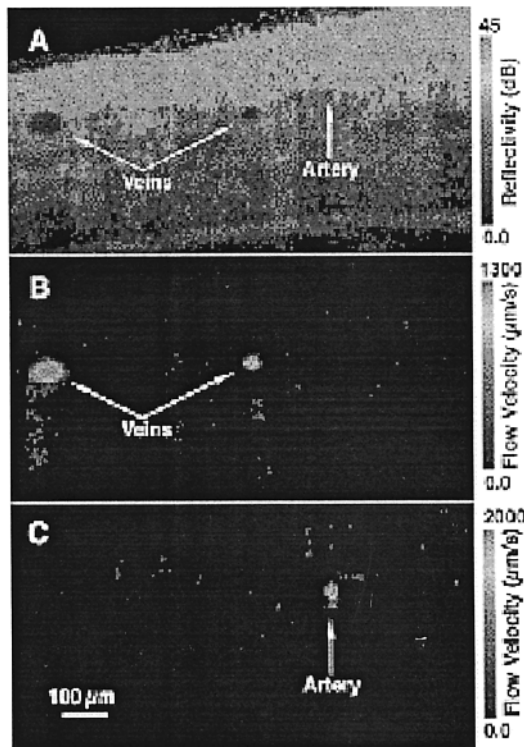 A
45
Reflectivity (dB)
0.0
Veins
Artery
B
1300
Flow Velocity (µm/s)
0.0
Veins
C
2000
Flow Velocity (µm/s)
0.0
Artery
100 µm